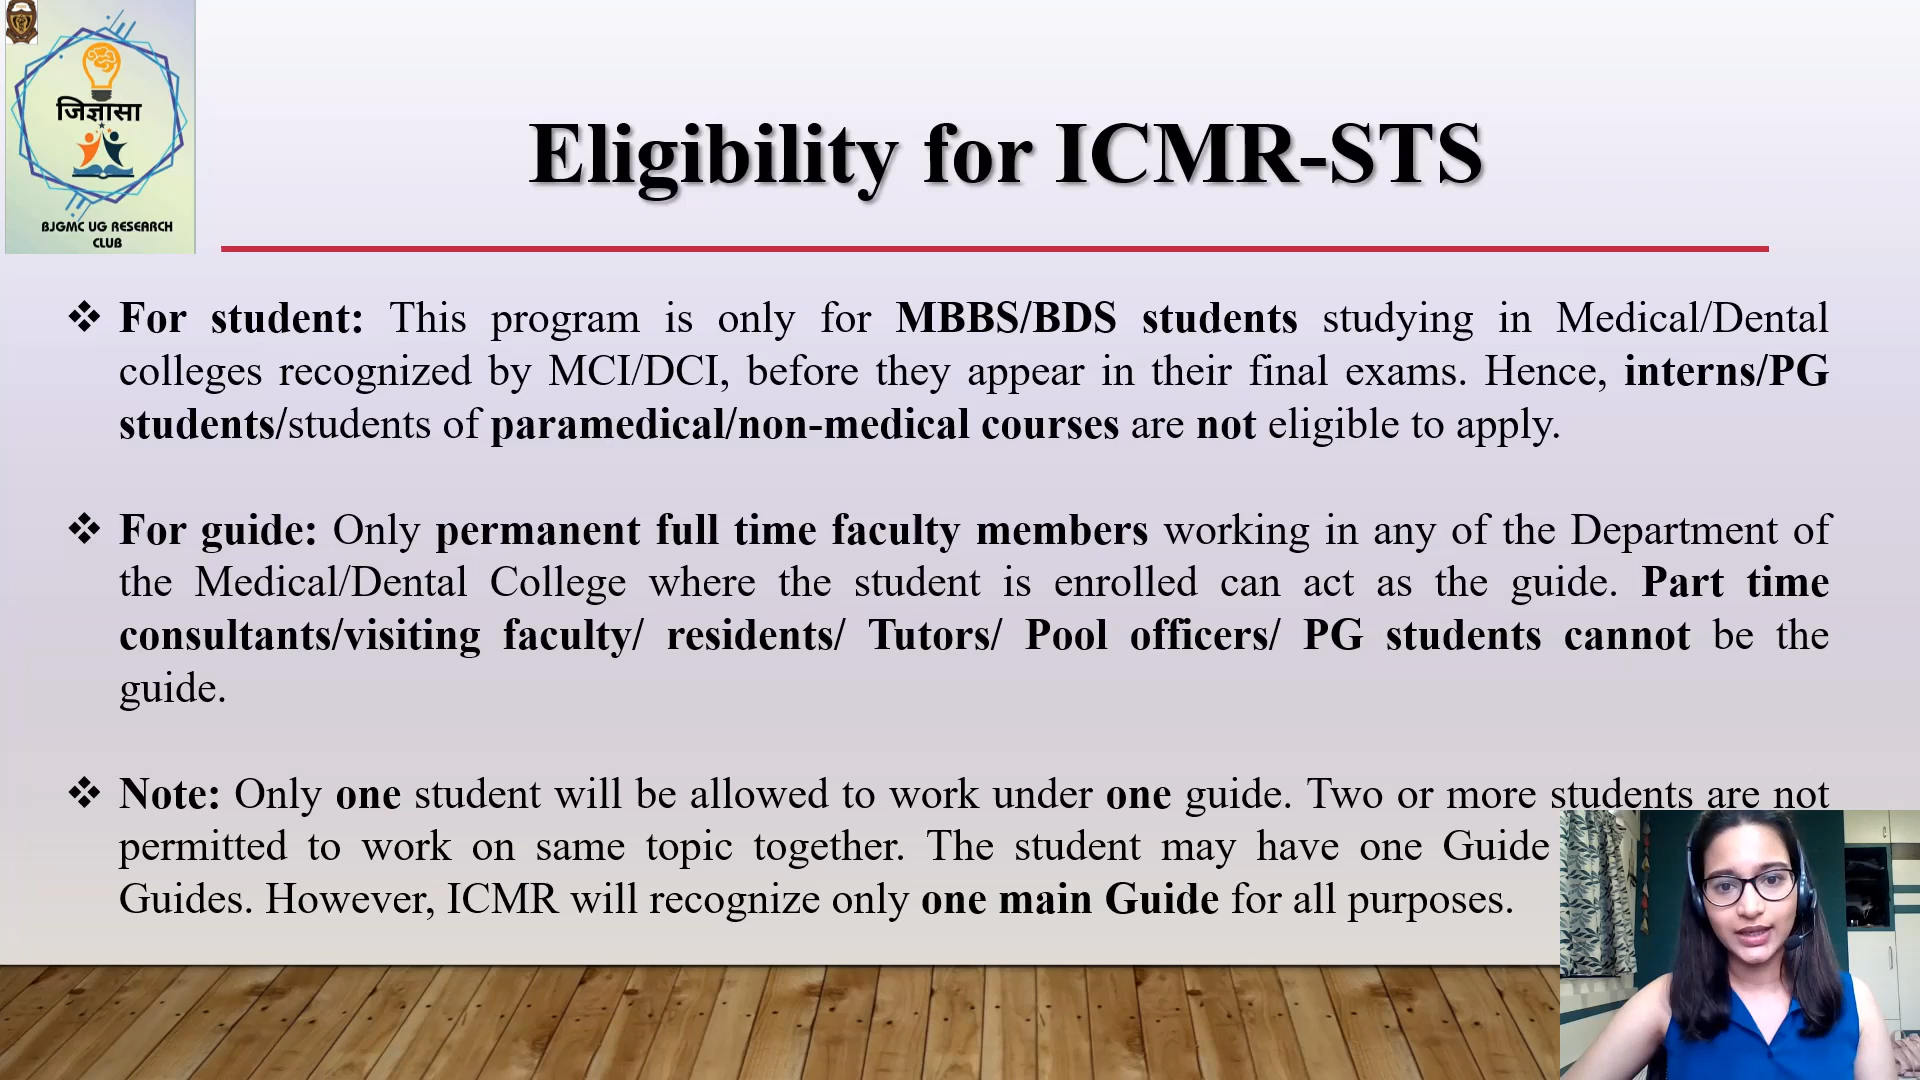 जिज्ञासा
BJGMC UG RESEARCH
CLUB
Eligibility for ICMR-STS
❖ For student: This program is only for MBBS/BDS students studying in Medical/Dental
colleges recognized by MCI/DCI, before they appear in their final exams. Hence, interns/PG
students/students of paramedical/non-medical courses are not eligible to apply.
❖ For guide: Only permanent full time faculty members working in any of the Department of
the Medical/Dental College where the student is enrolled can act as the guide. Part time
consultants/visiting faculty/ residents/ Tutors/ Pool officers/ PG students cannot be the
guide.
❖ Note: Only one student will be allowed to work under one guide. Two or more students are not
permitted to work on same topic together. The student may have one Guide
Guides. However, ICMR will recognize only one main Guide for all purposes.